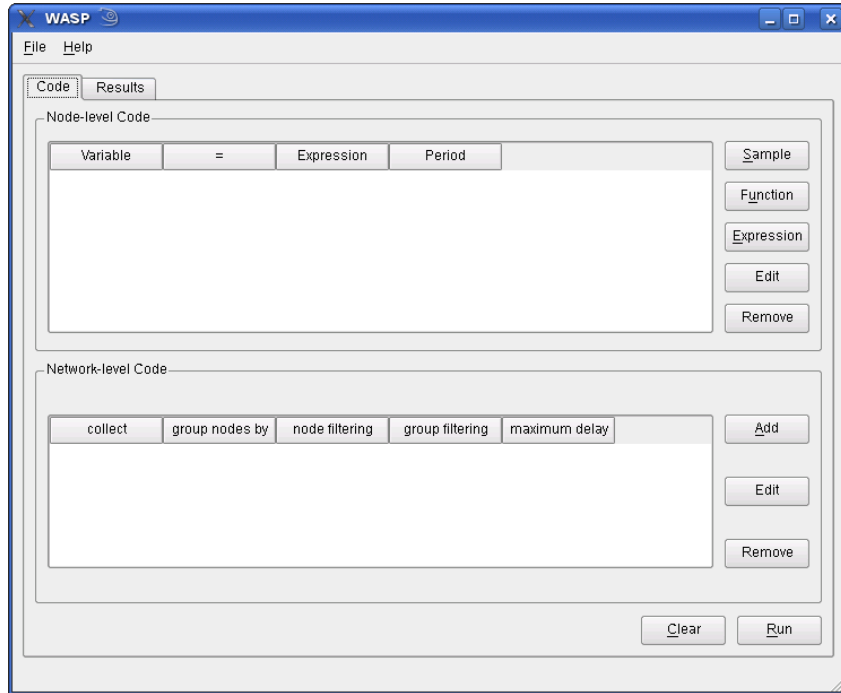 WASP
File Help
Code Results
Node-level Code
Variable = Expression Period
Sample
Function
Expression
Edit
Remove
Network-level Code
collect group nodes by node filtering group filtering maximum delay
Add
Edit
Remove
Clear Run